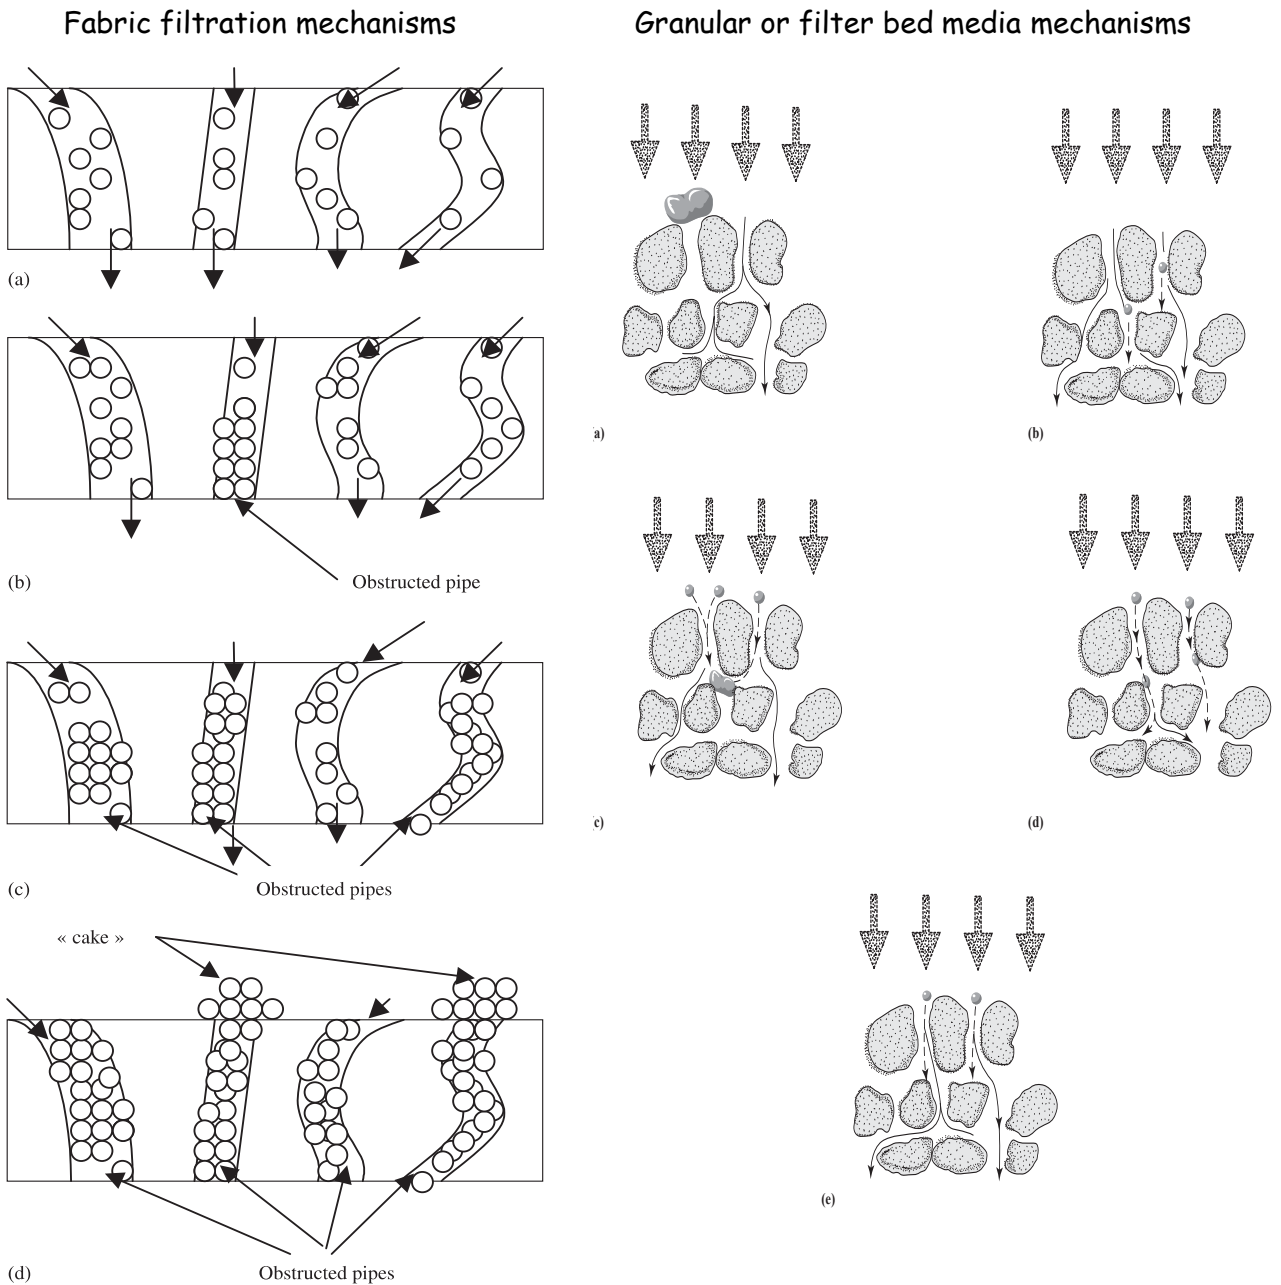 Fabric filtration mechanisms
(a)
(b)
Obstructed pipe
(c)
Obstructed pipes
« cake »
(d)
Obstructed pipes
Granular or filter bed media mechanisms
a)
(b)
c)
(d)
(e)